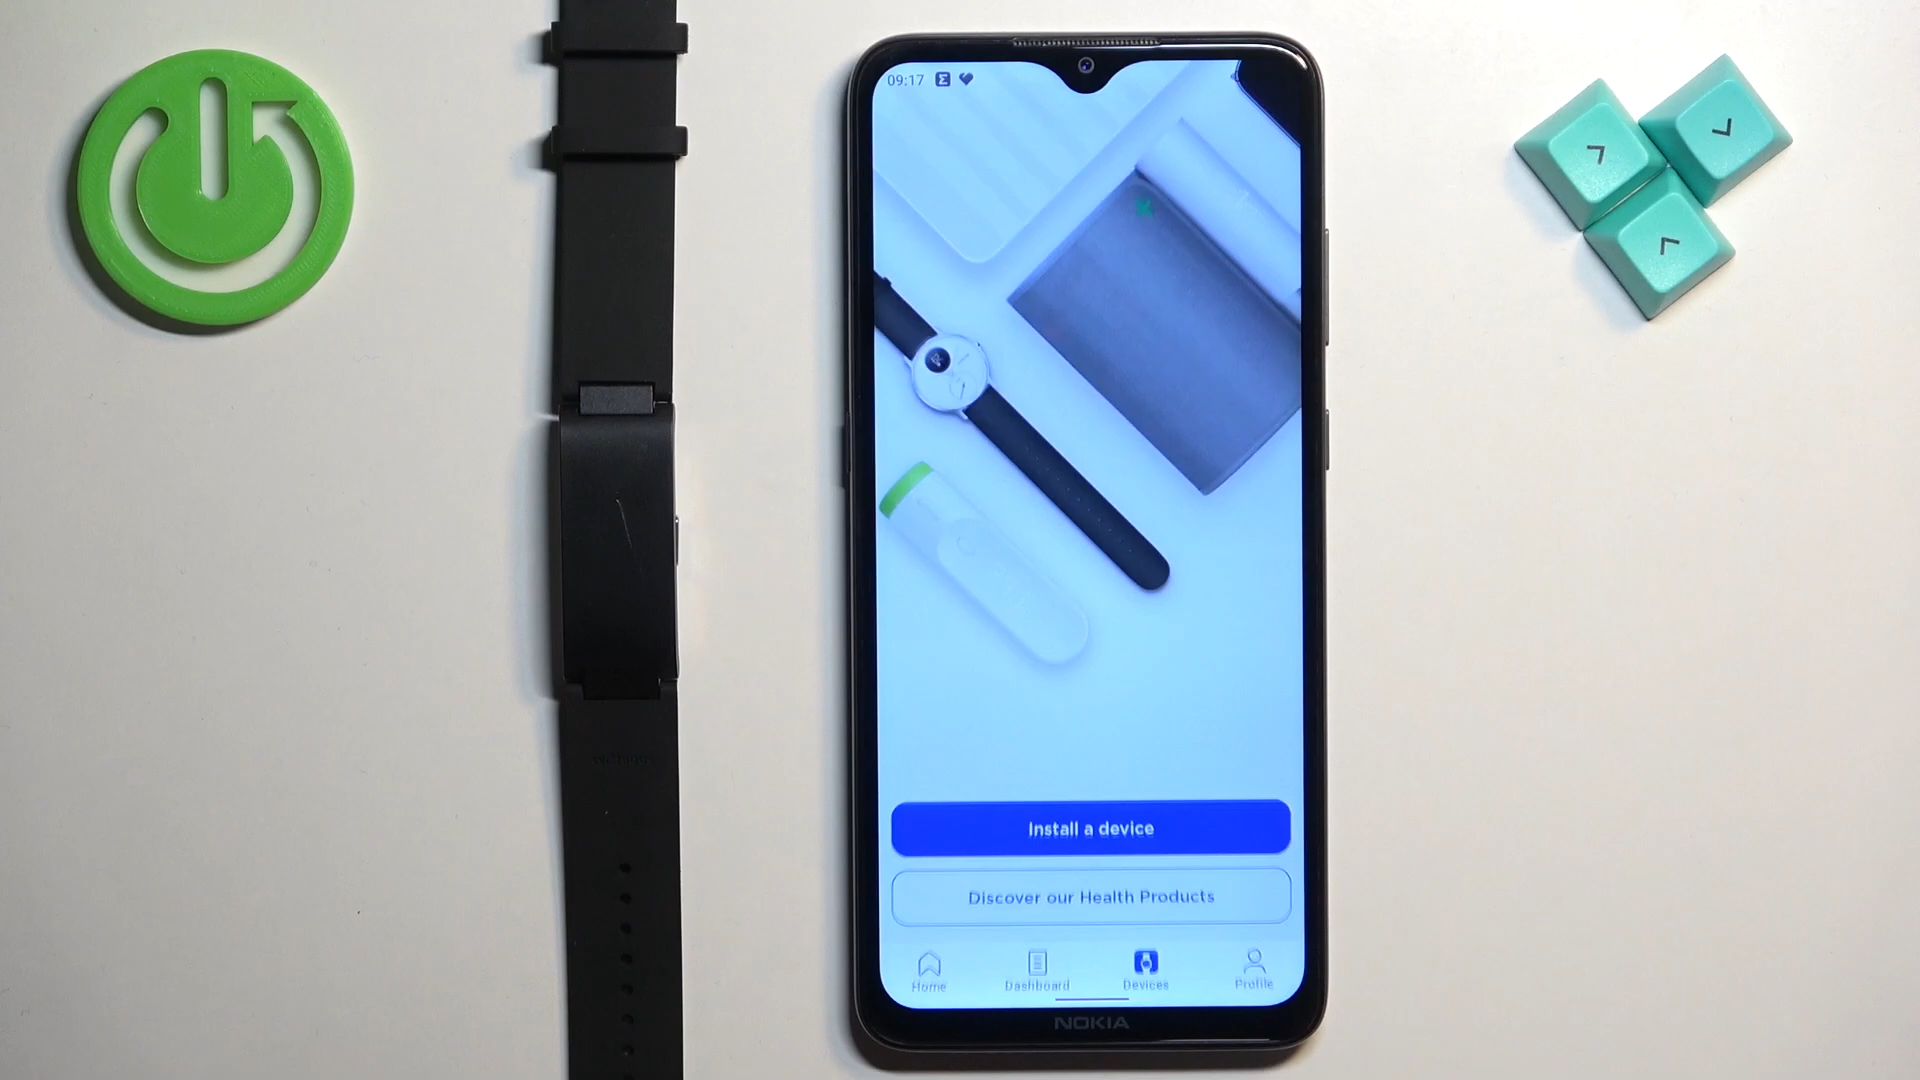 09:17
Install a device
Discover our Health Products
Home
Dashboard
Devices
Profile
NOKIA